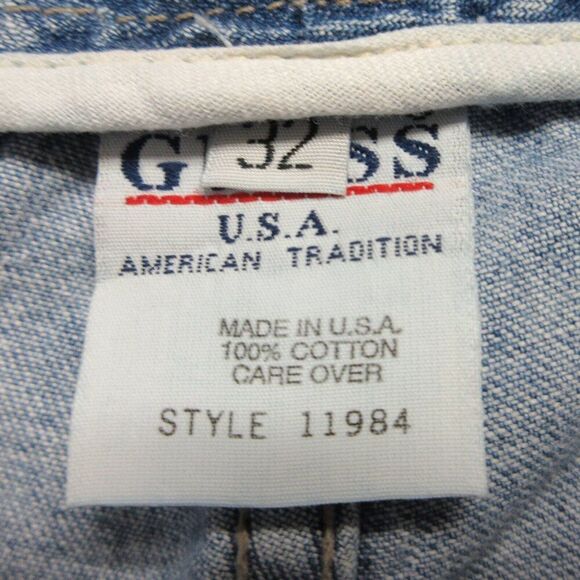 32
G SS
U.S.A.
AMERICAN TRADITION
MADE IN U.S.A.
100% COTTON
CARE OVER
STYLE 11984